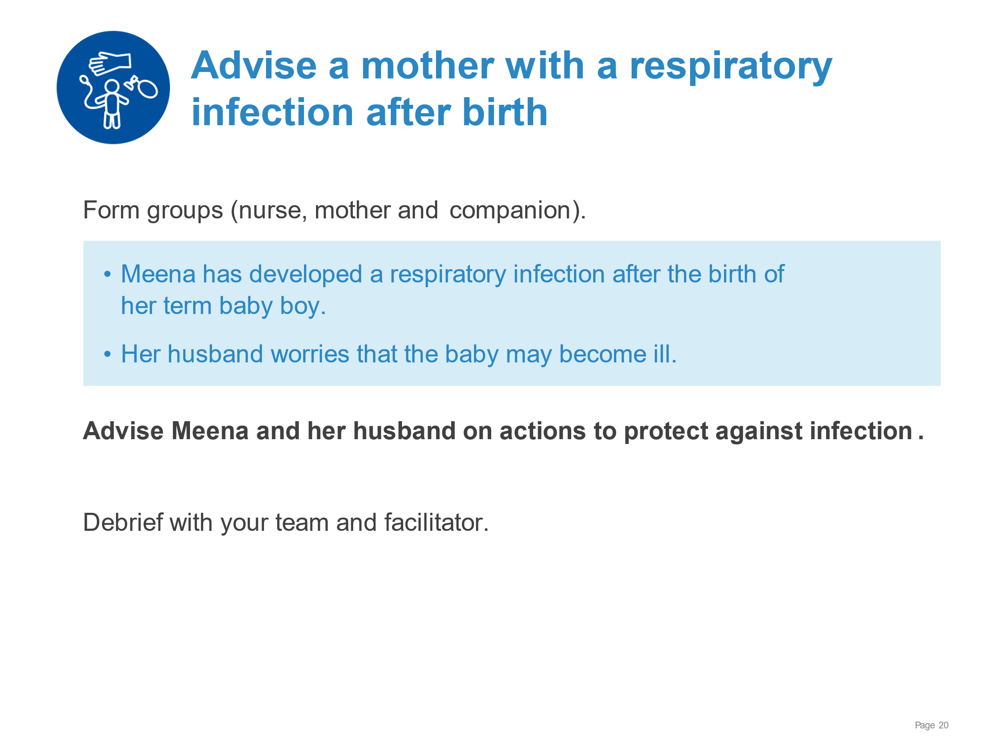 Advise a mother with a respiratory
infection after birth
Form groups (nurse, mother and companion).
• Meena has developed a respiratory infection after the birth of
her term baby boy.
• Her husband worries that the baby may become ill.
Advise Meena and her husband on actions to protect against infection.
Debrief with your team and facilitator.
Page 20